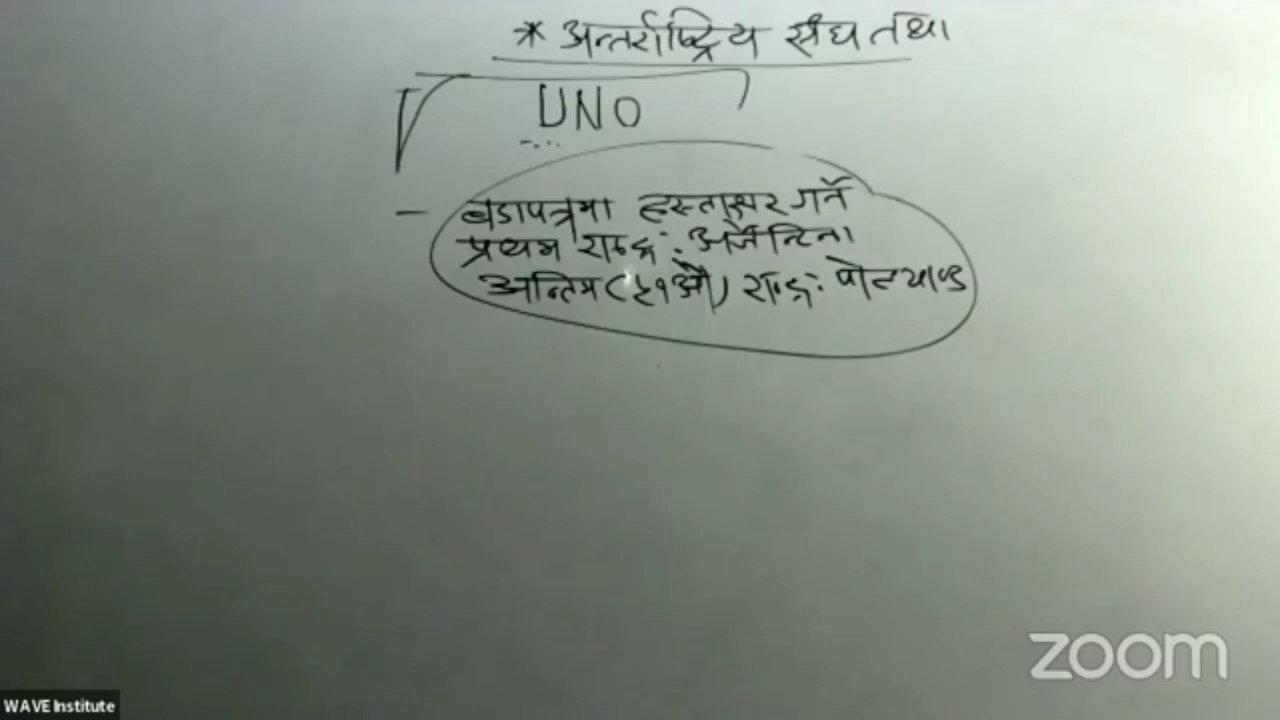 * अन्तर्राष्ट्रिय संघ तथा
UNO
- बडापत्रमा हस्ताक्षर गर्ने
प्रथम राष्ट्र : अर्जेन्टिना
अन्तिम (५१औं) राष्ट्र : पोल्याण्ड
zoom
WAVE Institute